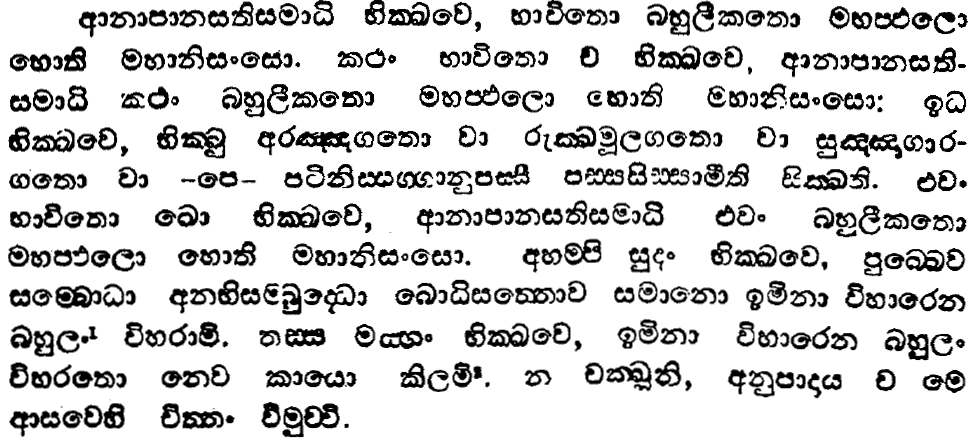 ආනාපානසතිසමාධි භික්ඛවෙ, භාවිතො බහුලීකතො මහප්ඵලො
හොති මහානිසංසො. කථං භාවිතො ච භික්ඛවෙ, ආනාපානසති-
සමාධි කථං බහුලීකතො මහප්ඵලො හොති මහානිසංසො: ඉධ
භික්ඛවෙ, භික්ඛු අරඤ්ඤගතො වා රුක්ඛමූලගතො වා සුඤ්ඤාගාර-
ගතො වා -පෙ- පටිනිස්සග්ගානුපස්සී පස්සසිස්සාමීති සික්ඛති. එවං
භාවිතො ඛො භික්ඛවෙ, ආනාපානසතිසමාධි එවං බහුලීකතො
මහප්ඵලො හොති මහානිසංසො. අහම්පි සුදං භික්ඛවෙ, පුබ්බෙව
සම්බොධා අනභිසම්බුද්ධො බොධිසත්තොව සමානො ඉමිනා විහාරෙන
බහුලං¹ විහරාමි. තස්ස මය්හං භික්ඛවෙ, ඉමිනා විහාරෙන බහුලං
විහරතො නෙව කායො කිලමි². න චක්ඛූනි, අනුපාදාය ච මෙ
ආසවෙහි චිත්තං විමුච්චි.